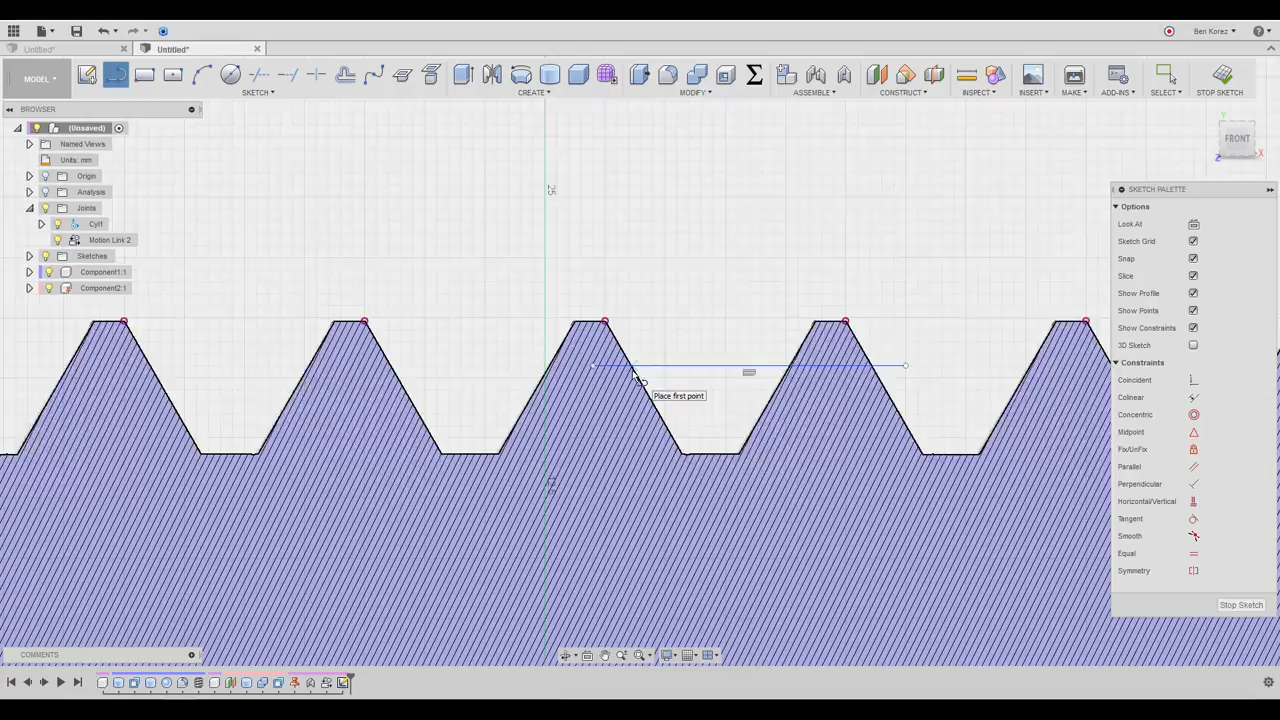 Ben Korez
Untitled*
Untitled*
MODEL
SKETCH
CREATE
MODIFY
ASSEMBLE
CONSTRUCT
INSPECT
INSERT
MAKE
ADD-INS
SELECT
STOP SKETCH
BROWSER
(Unsaved)
Named Views
Units: mm
Origin
Analysis
Joints
Motion Link 2
Sketches
Component1:1
Component2:1
25
Y
FRONT
X
Z
Place first point
SKETCH PALETTE
Options
Look At
Sketch Grid
Snap
Slice
Show Profile
Show Points
Show Constraints
3D Sketch
Constraints
Coincident
Colinear
Concentric
Midpoint
Fix/UnFix
Parallel
Perpendicular
Horizontal/Vertical
Tangent
Smooth
Equal
Symmetry
Stop Sketch
COMMENTS